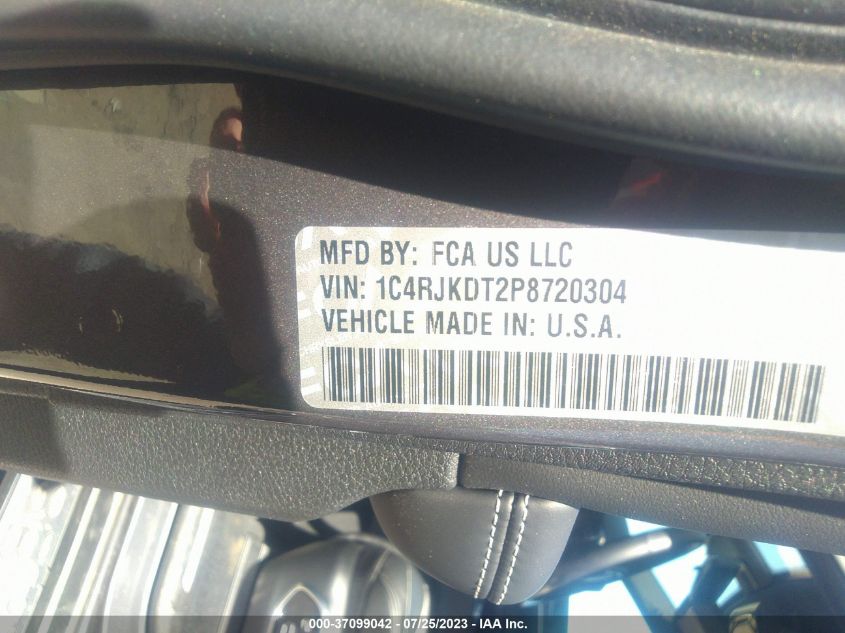 MFD BY: FCA US LLC
VIN: 1C4RJKDT2P8720304
VEHICLE MADE IN: U.S.A.
000-37099042 - 07/25/2023 - IAA Inc.